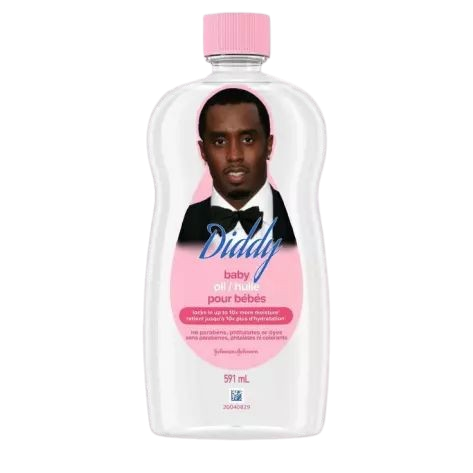 Diddy
baby
oil / huile
pour bébés
locks in up to 10x more moisture*
retient jusqu'à 10x plus d'hydratation*
no parabens, phthalates or dyes
sans parabènes, phtalates ni colorants
Johnson&Johnson
591 mL
20040829